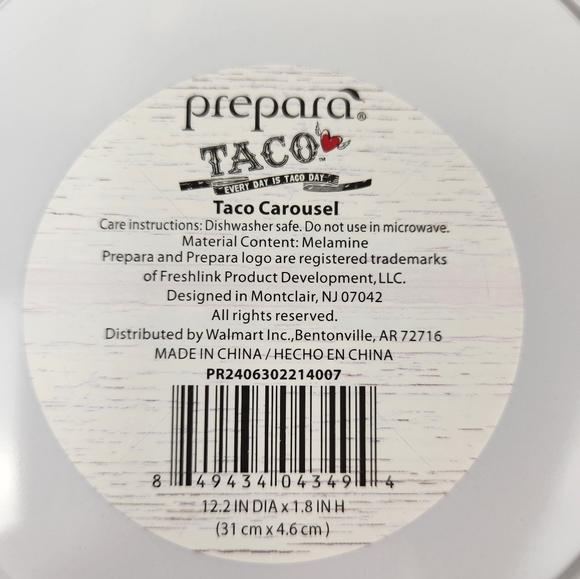 prepara®
TACO™
EVERY DAY IS TACO DAY
Taco Carousel
Care instructions: Dishwasher safe. Do not use in microwave.
Material Content: Melamine
Prepara and Prepara logo are registered trademarks
of Freshlink Product Development, LLC.
Designed in Montclair, NJ 07042
All rights reserved.
Distributed by Walmart Inc.,Bentonville, AR 72716
MADE IN CHINA / HECHO EN CHINA
PR2406302214007
8 49434 04349 4
12.2 IN DIA x 1.8 IN H
(31 cm x 4.6 cm)